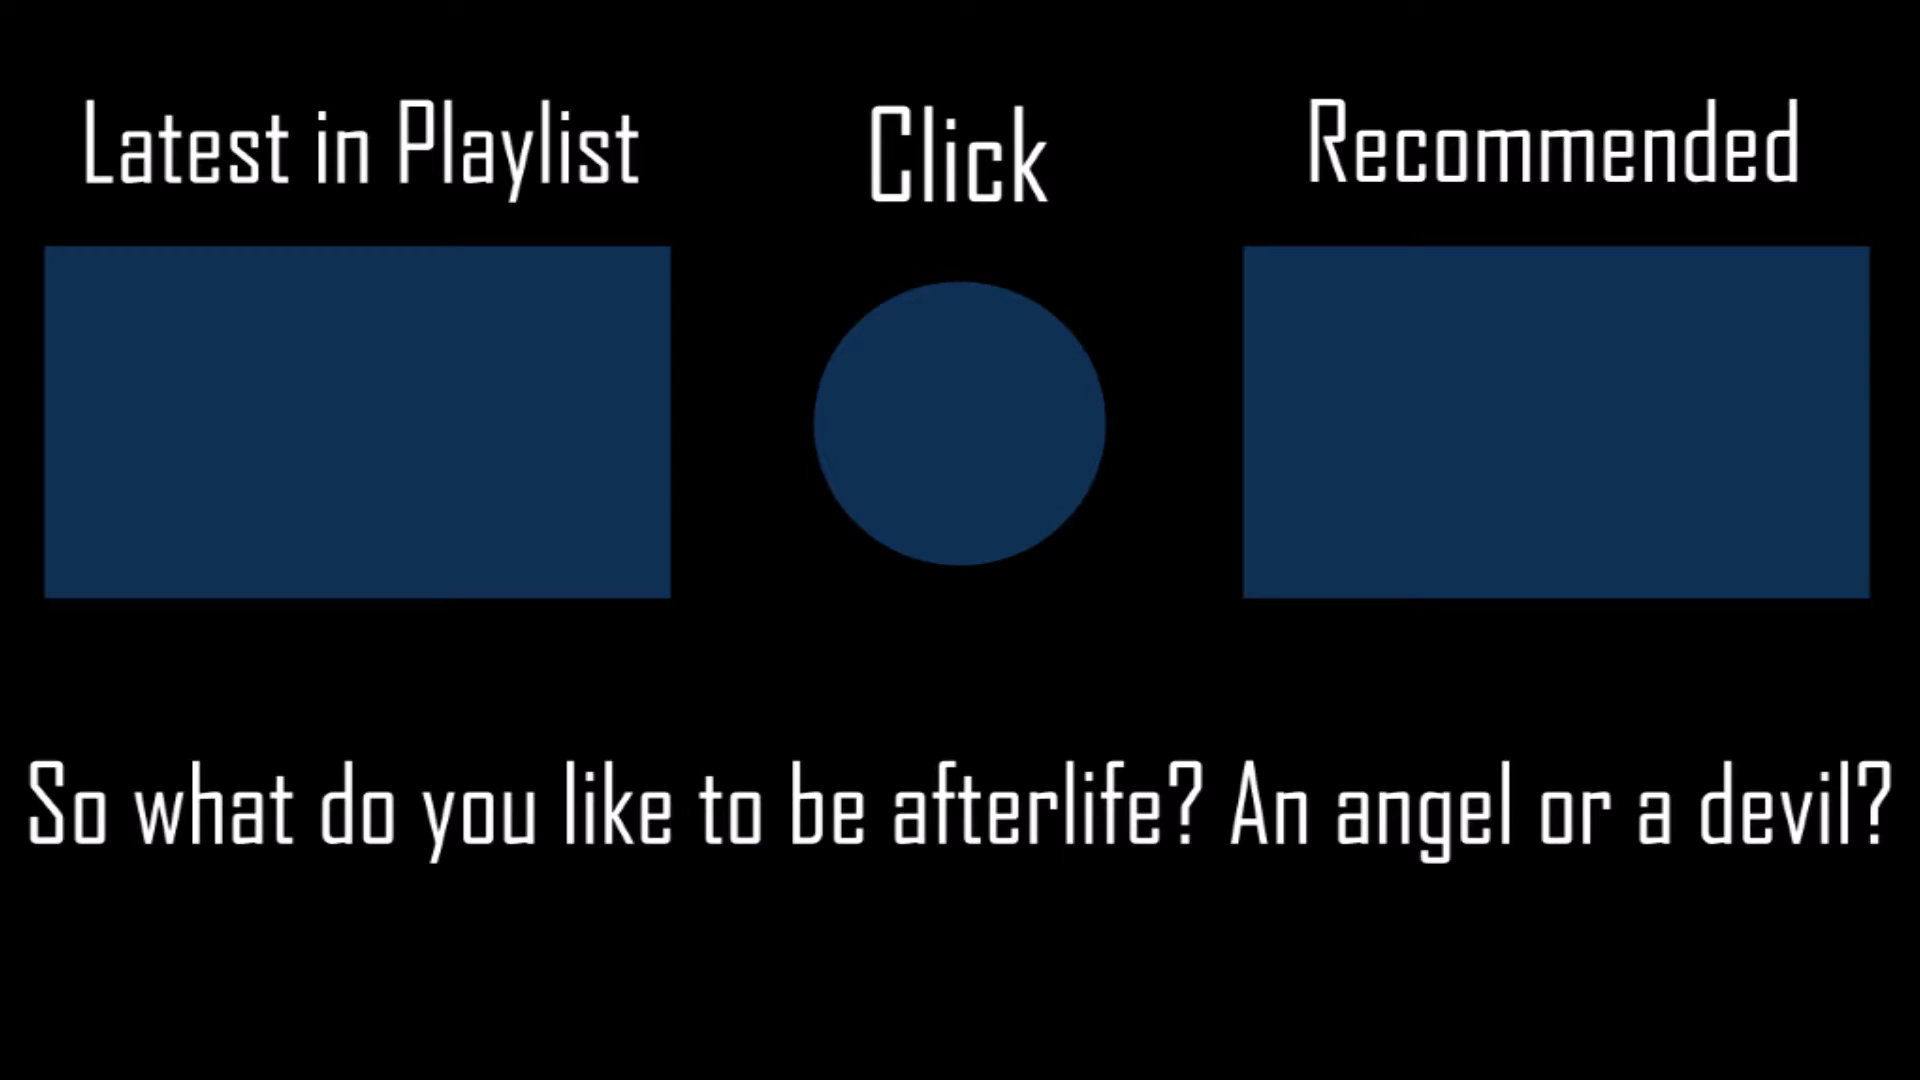 Latest in Playlist
Click
Recommended
So what do you like to be afterlife? An angel or a devil?